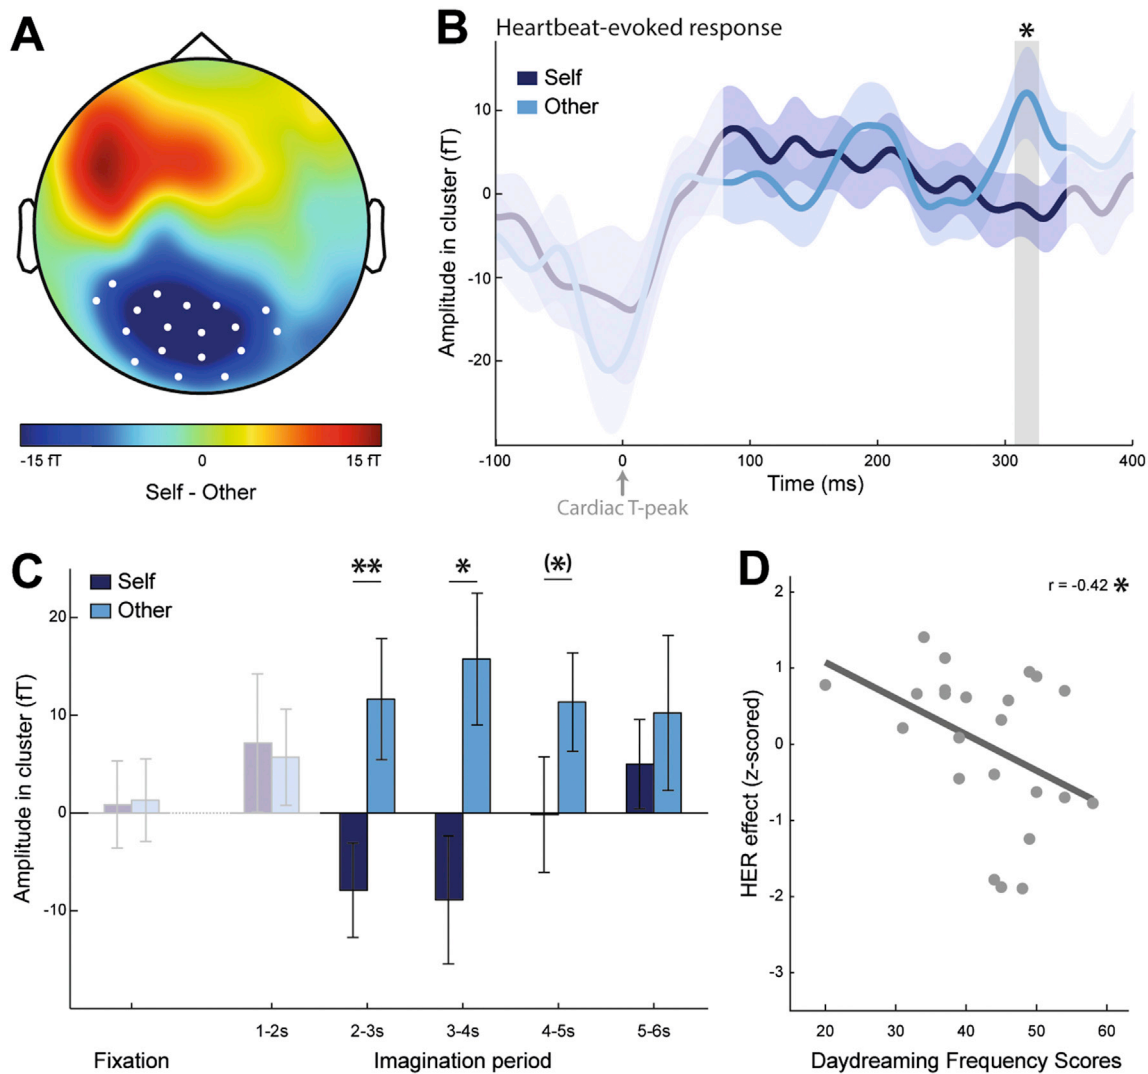 A
-15 fT 0 15 fT
Self - Other
B
Heartbeat-evoked response
*
Self
Other
Amplitude in cluster (fT)
10
0
-10
-20
-100 0 100 200 300 400
Time (ms)
Cardiac T-peak
C
Self
Other
** * (*)
Amplitude in cluster (fT)
20
10
0
-10
1-2s 2-3s 3-4s 4-5s 5-6s
Fixation Imagination period
D
r = -0.42 *
HER effect (z-scored)
2
1
0
-1
-2
-3
20 30 40 50 60
Daydreaming Frequency Scores